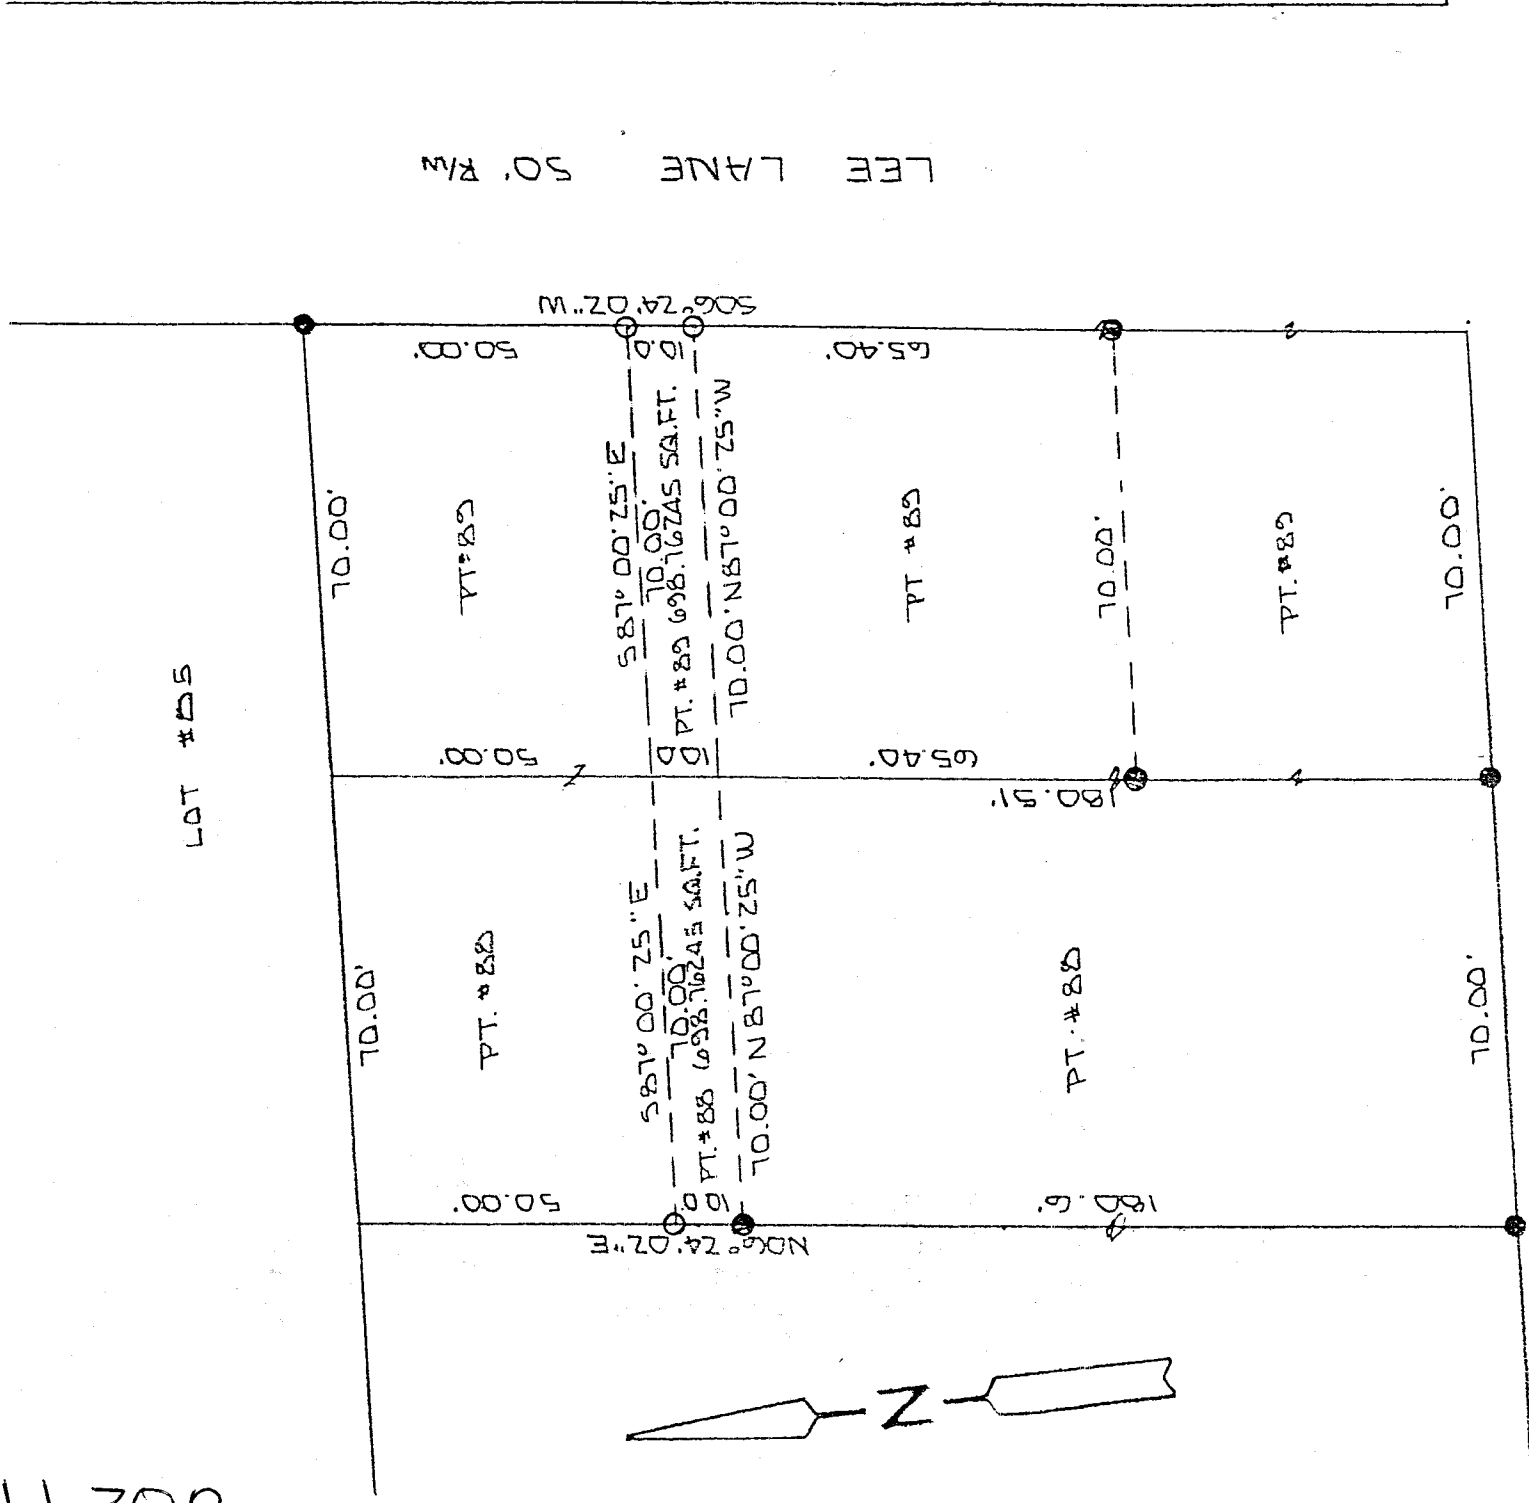 LEE LANE 50' R/W
S06°24'02"W
50.00'
10.0
65.40'
70.00'
PT#89
S87°00'25"E
70.00'
PT. #89 698.76245 SQ.FT.
70.00' N87°00'25"W
PT. #89
70.00'
PT. #89
70.00'
LOT #85
50.00'
10.0
65.40'
180.51'
70.00'
PT. #88
S87°00'25"E
70.00'
PT. #88 698.76245 SQ.FT.
70.00' N87°00'25"W
PT. #88
70.00'
50.00'
10.0
180.6'
N06°24'02"E
N